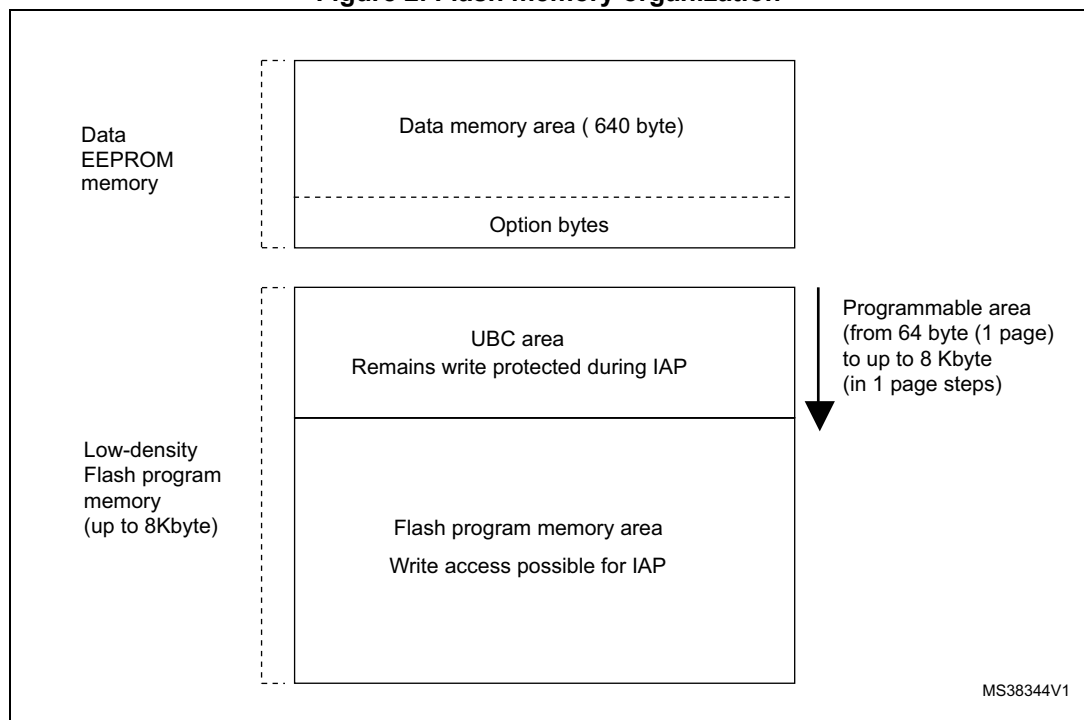 Data memory area ( 640 byte)
Data
EEPROM
memory
Option bytes
Programmable area
(from 64 byte (1 page)
to up to 8 Kbyte
(in 1 page steps)
UBC area
Remains write protected during IAP
Low-density
Flash program
memory
(up to 8Kbyte)
Flash program memory area
Write access possible for IAP
MS38344V1